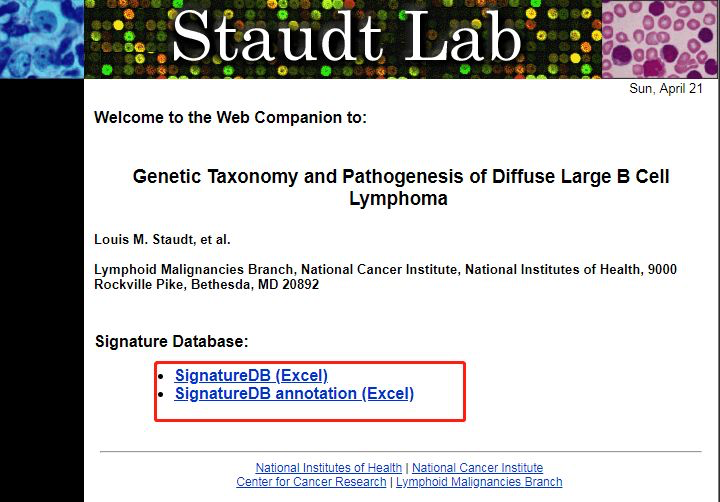 Staudt Lab
Sun, April 21
Welcome to the Web Companion to:
Genetic Taxonomy and Pathogenesis of Diffuse Large B Cell
Lymphoma
Louis M. Staudt, et al.
Lymphoid Malignancies Branch, National Cancer Institute, National Institutes of Health, 9000
Rockville Pike, Bethesda, MD 20892
Signature Database:
• SignatureDB (Excel)
• SignatureDB annotation (Excel)
National Institutes of Health | National Cancer Institute
Center for Cancer Research | Lymphoid Malignancies Branch